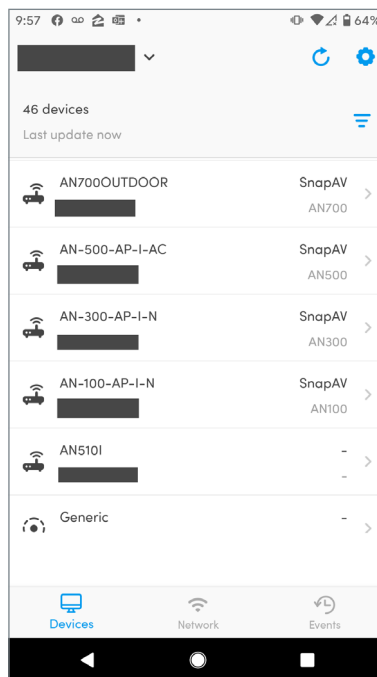 9:57 64%
46 devices
Last update now
AN700OUTDOOR SnapAV
AN700
AN-500-AP-I-AC SnapAV
AN500
AN-300-AP-I-N SnapAV
AN300
AN-100-AP-I-N SnapAV
AN100
AN510I -
-
Generic -
Devices Network Events